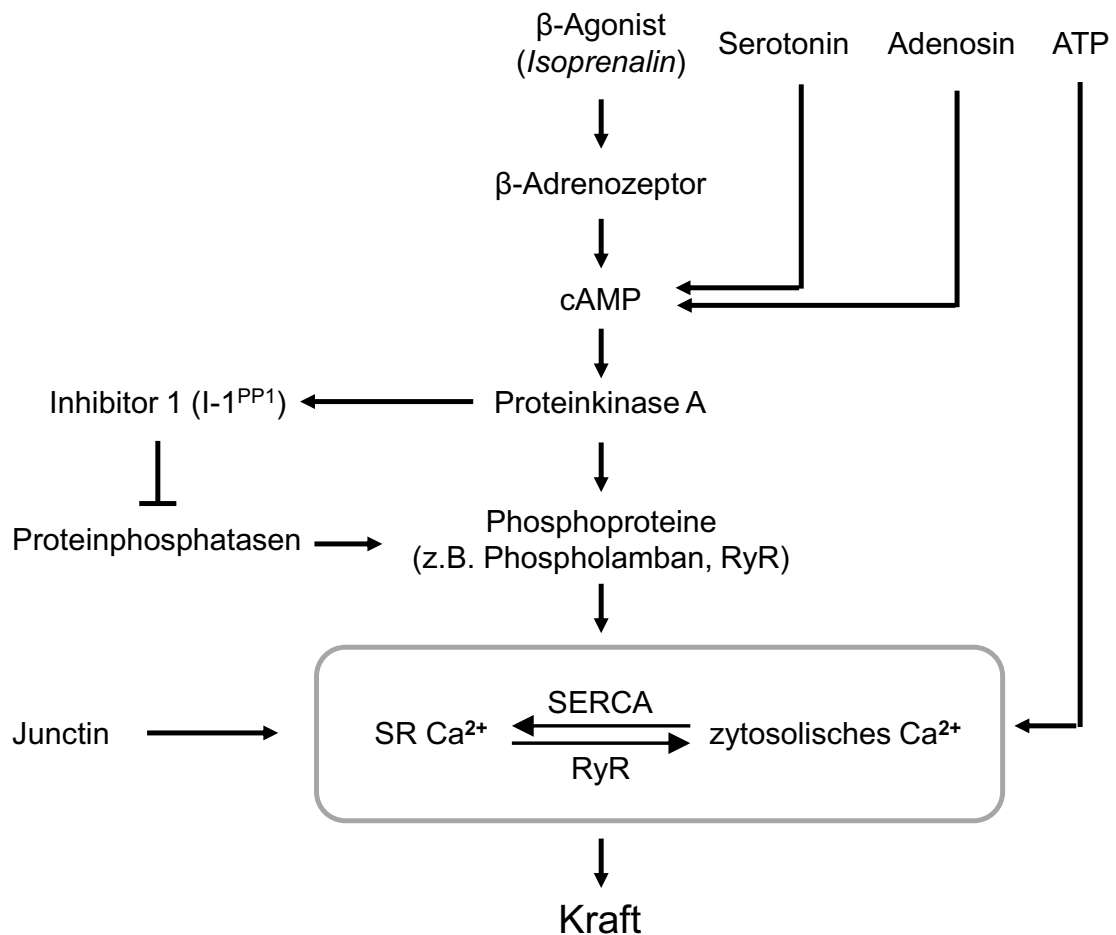 β-Agonist
(Isoprenalin)
Serotonin
Adenosin
ATP
β-Adrenozeptor
cAMP
Inhibitor 1 (I-1PP1)
Proteinkinase A
Proteinphosphatasen
Phosphoproteine
(z.B. Phospholamban, RyR)
Junctin
SR Ca2+
SERCA
RyR
zytosolisches Ca2+
Kraft